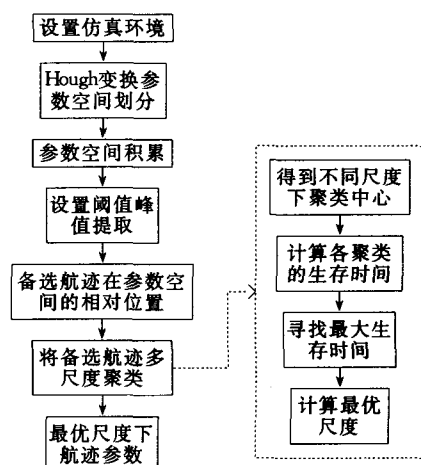 设置仿真环境
Hough变换参
数空间划分
参数空间积累
设置阈值峰
值提取
备选航迹在参数空
间的相对位置
将备选航迹多
尺度聚类
最优尺度下
航迹参数
得到不同尺度
下聚类中心
计算各聚类
的生存时间
寻找最大生
存时间
计算最优
尺度